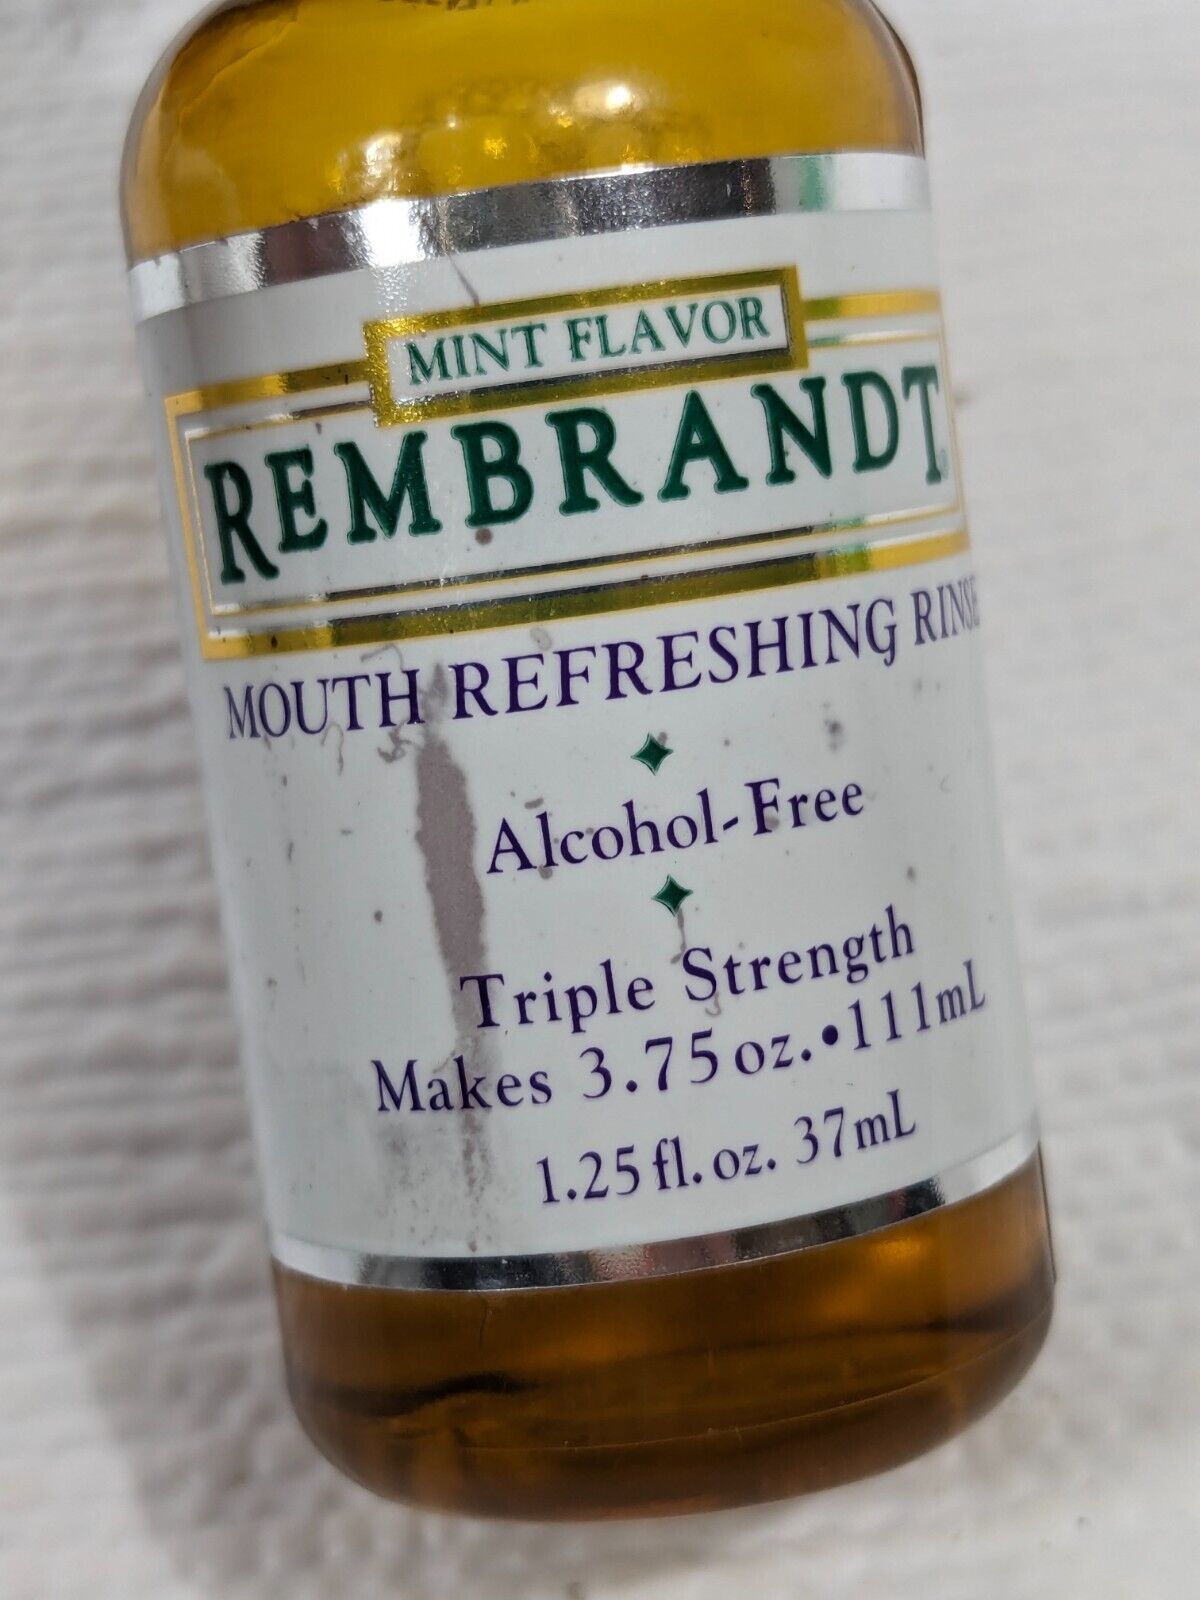 MINT FLAVOR
REMBRANDT®
MOUTH REFRESHING RINSE
Alcohol-Free
Triple Strength
Makes 3.75 oz.•111mL
1.25 fl. oz. 37mL